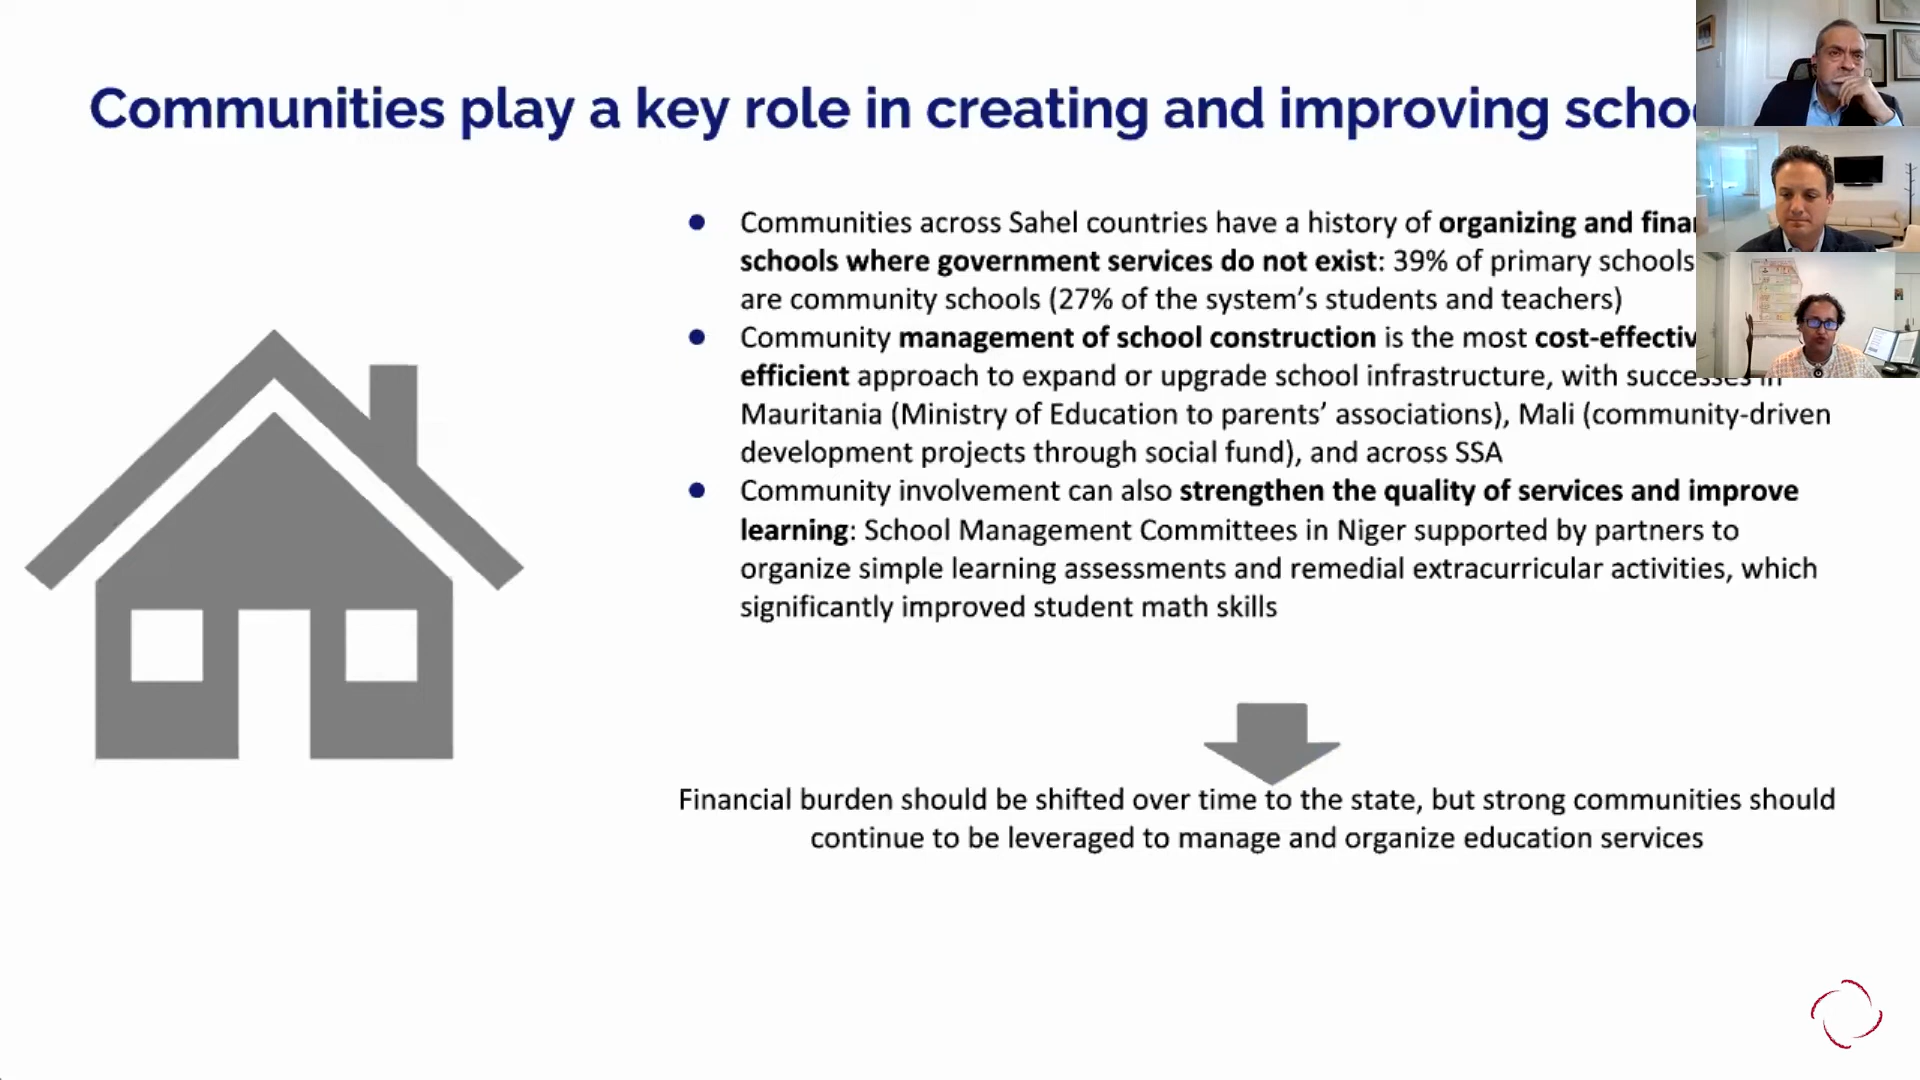 Communities play a key role in creating and improving
• Communities across Sahel countries have a history of organizing and
schools where government services do not exist: 39% of primary schools
are community schools (27% of the system’s students and teachers)
• Community management of school construction is the most
efficient approach to expand or upgrade school infrastructure, with successes in
Mauritania (Ministry of Education to parents’ associations), Mali (community-driven
development projects through social fund), and across SSA
• Community involvement can also strengthen the quality of services and improve
learning: School Management Committees in Niger supported by partners to
organize simple learning assessments and remedial extracurricular activities, which
significantly improved student math skills
Financial burden should be shifted over time to the state, but strong communities should
continue to be leveraged to manage and organize education services